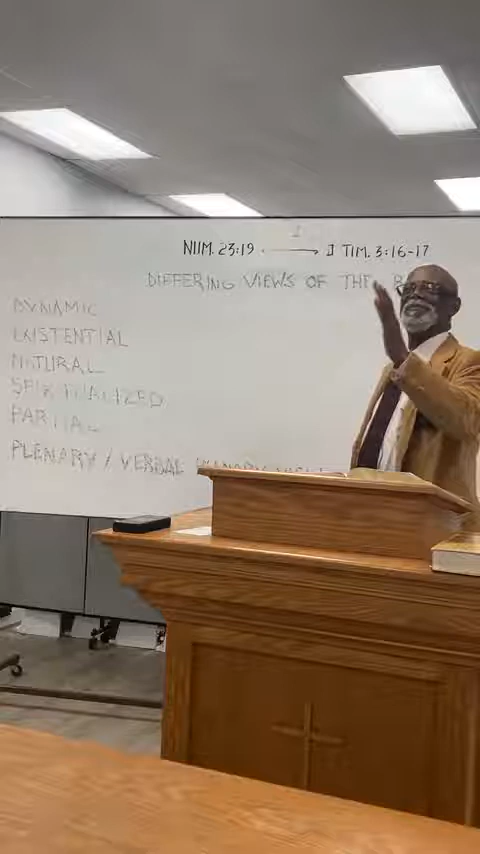 NUM. 23:19 → II TIM. 3:16-17
DIFFERING VIEWS OF THE B
DYNAMIC
EXISTENTIAL
NATURAL
SPIRITUALIZED
PARTIAL
PLENARY / VERBAL